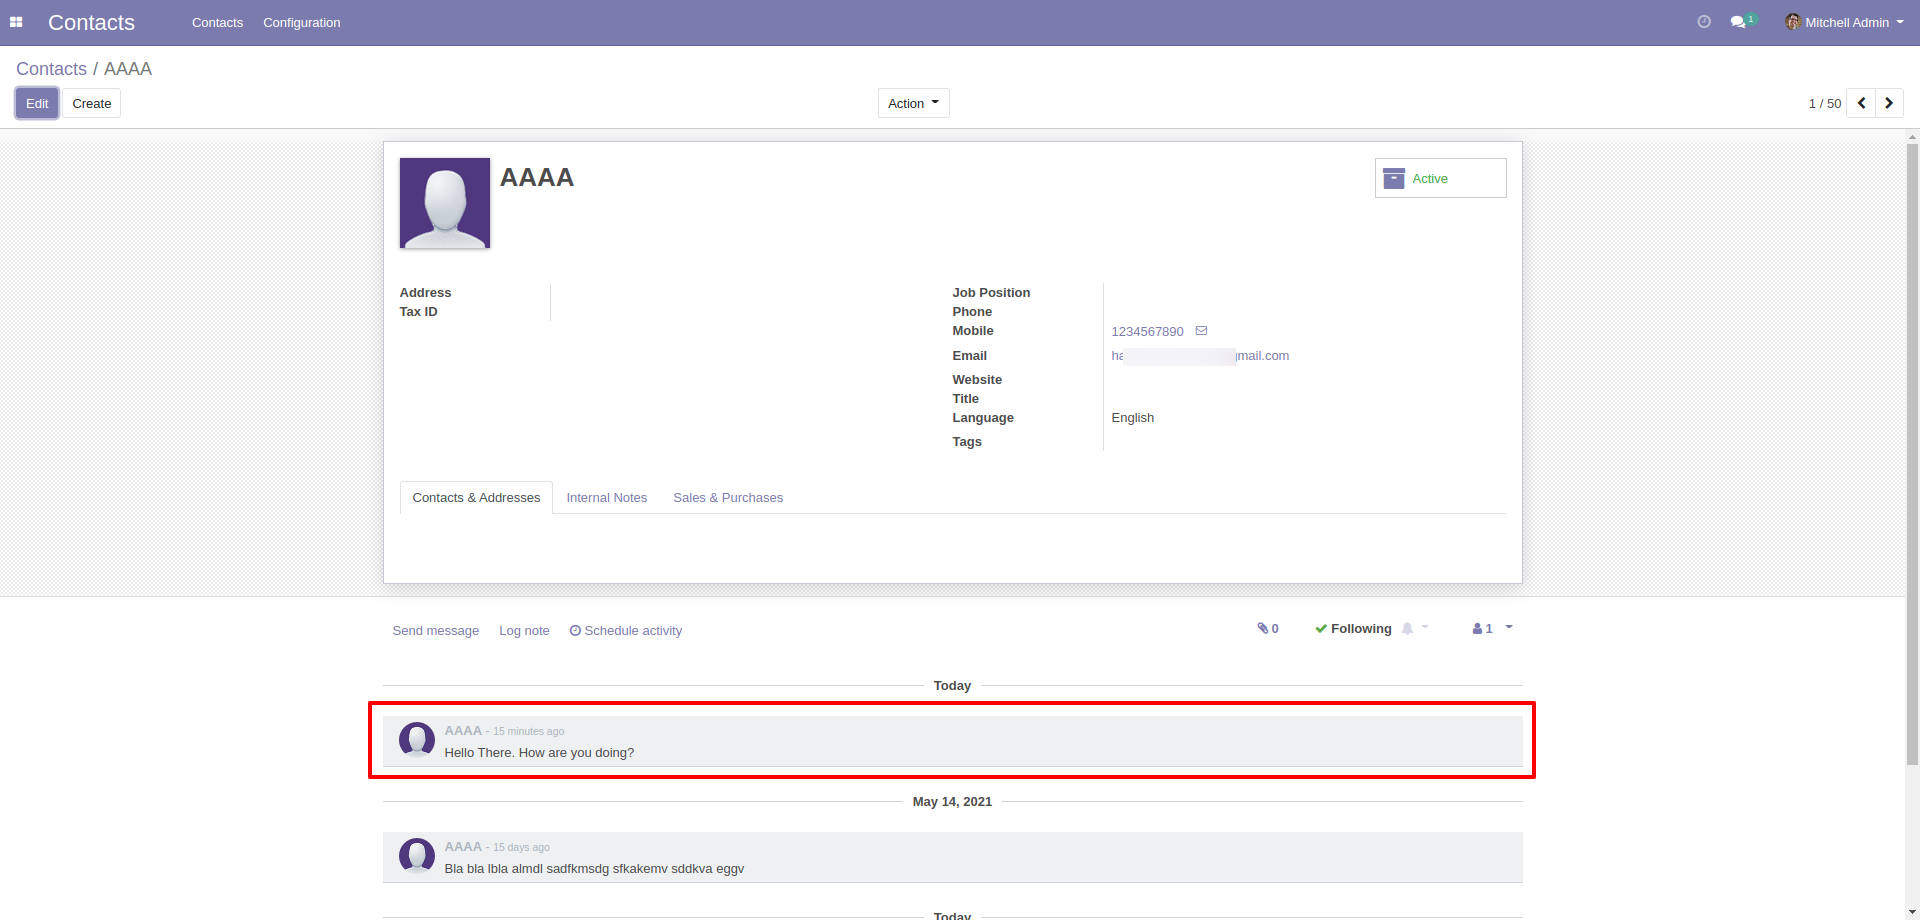 Contacts Contacts Configuration 1 Mitchell Admin
Contacts / AAAA
Edit Create Action 1 / 50
AAAA
Active
Address
Tax ID
Job Position
Phone
Mobile 1234567890
Email ha mail.com
Website
Title
Language English
Tags
Contacts & Addresses Internal Notes Sales & Purchases
Send message Log note Schedule activity 0 Following 1
Today
AAAA - 15 minutes ago
Hello There. How are you doing?
May 14, 2021
AAAA - 15 days ago
Bla bla lbla almdl sadfkmsdg sfkakemv sddkva eggv
Today